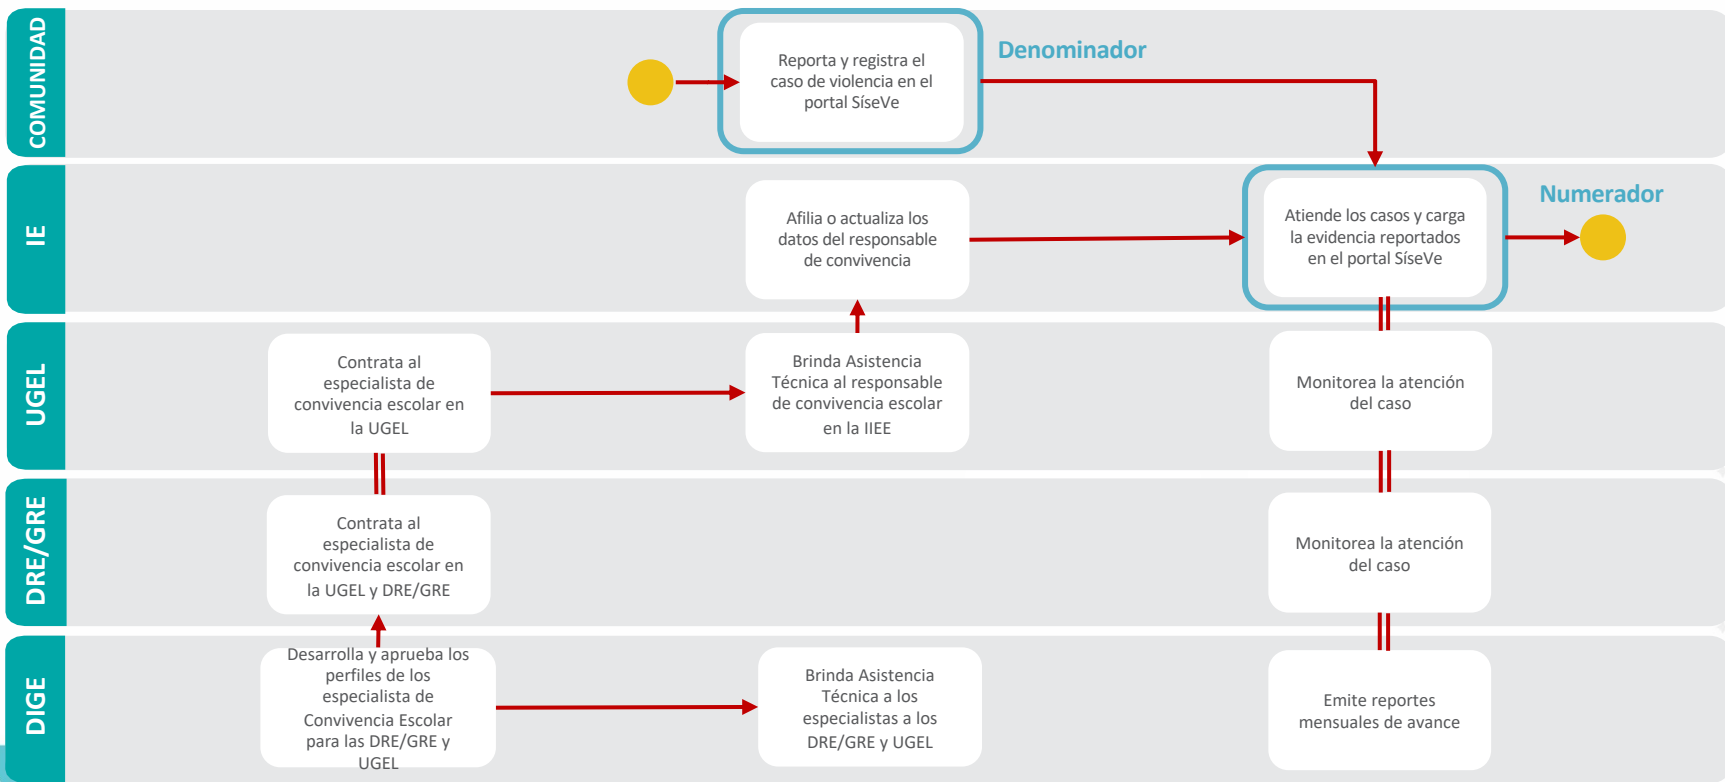 COMUNIDAD
Reporta y registra el
caso de violencia en el
portal SíseVe
Denominador
IE
Afilia o actualiza los
datos del responsable
de convivencia
Atiende los casos y carga
la evidencia reportados
en el portal SíseVe
Numerador
UGEL
Contrata al
especialista de
convivencia escolar en
la UGEL
Brinda Asistencia
Técnica al responsable
de convivencia escolar
en la IIEE
Monitorea la atención
del caso
DRE/GRE
Contrata al
especialista de
convivencia escolar en
la UGEL y DRE/GRE
Monitorea la atención
del caso
DIGE
Desarrolla y aprueba los
perfiles de los
especialista de
Convivencia Escolar
para las DRE/GRE y
UGEL
Brinda Asistencia
Técnica a los
especialistas a los
DRE/GRE y UGEL
Emite reportes
mensuales de avance